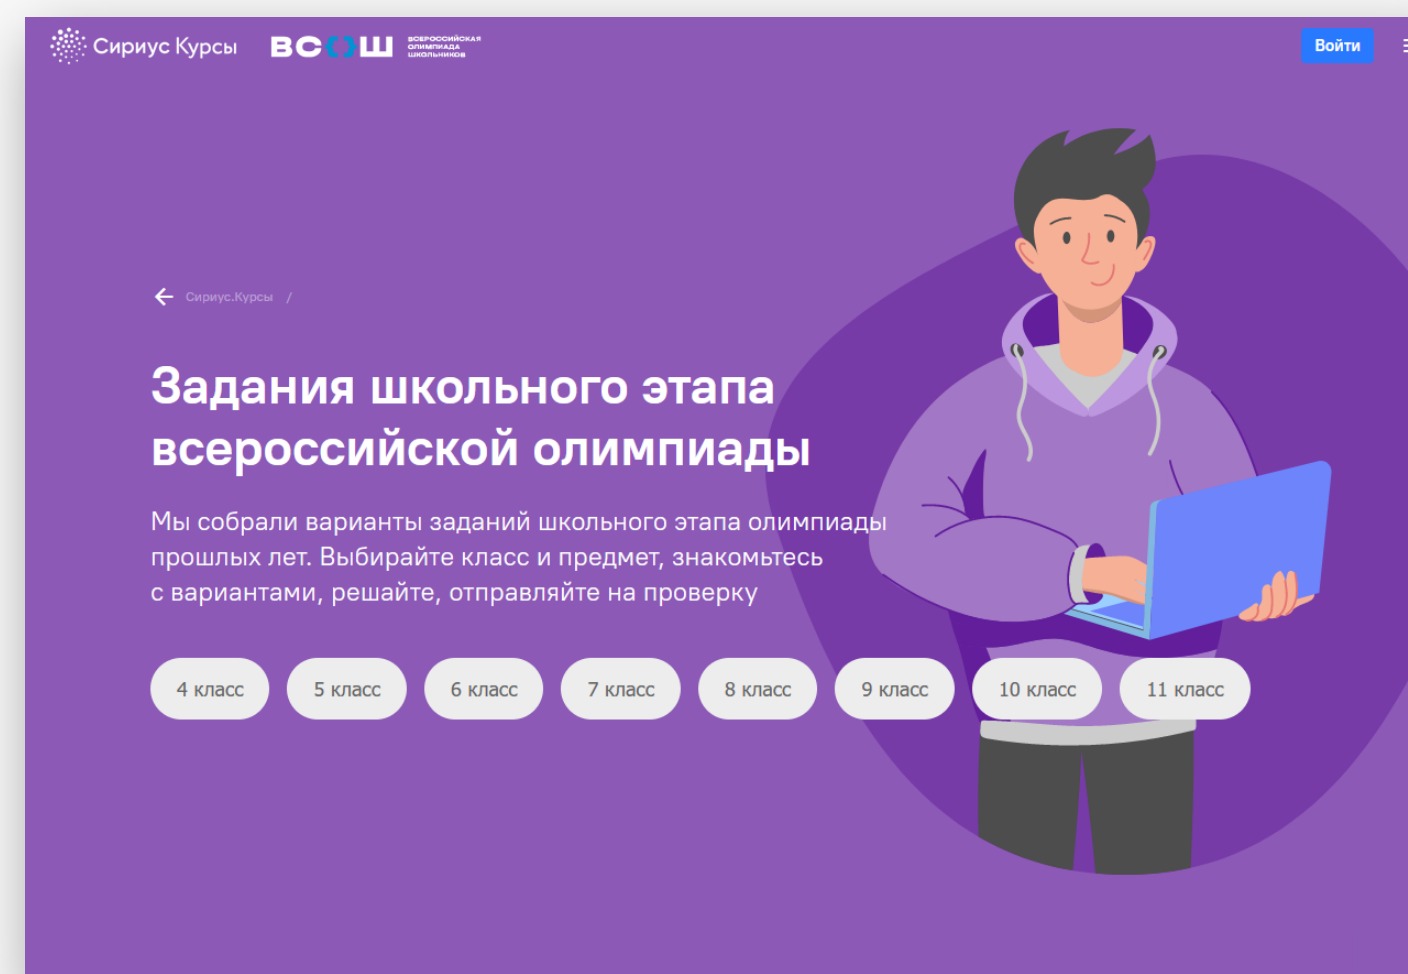 Сириус Курсы
ВС ОШ
ВСЕРОССИЙСКАЯ
ОЛИМПИАДА
ШКОЛЬНИКОВ
Войти
Сириус.Курсы /
Задания школьного этапа
всероссийской олимпиады
Мы собрали варианты заданий школьного этапа олимпиады
прошлых лет. Выбирайте класс и предмет, знакомьтесь
с вариантами, решайте, отправляйте на проверку
4 класс 5 класс 6 класс 7 класс 8 класс 9 класс 10 класс 11 класс